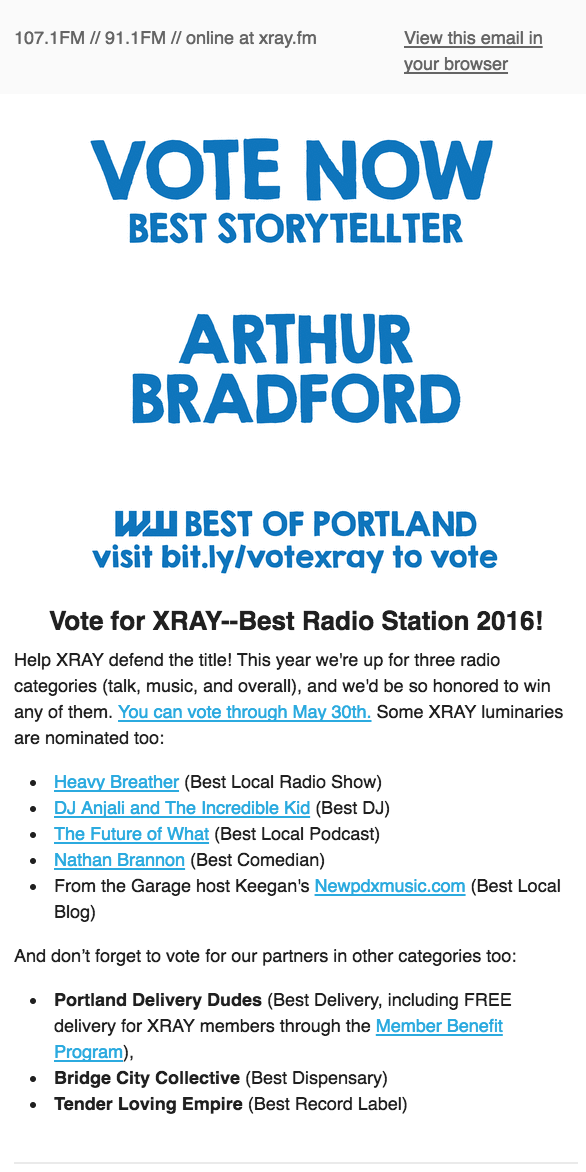 107.1FM // 91.1FM // online at xray.fm
View this email in
your browser
VOTE NOW
BEST STORYTELLTER
ARTHUR
BRADFORD
WW BEST OF PORTLAND
visit bit.ly/votexray to vote
Vote for XRAY--Best Radio Station 2016!
Help XRAY defend the title! This year we're up for three radio
categories (talk, music, and overall), and we'd be so honored to win
any of them. You can vote through May 30th. Some XRAY luminaries
are nominated too:
• Heavy Breather (Best Local Radio Show)
• DJ Anjali and The Incredible Kid (Best DJ)
• The Future of What (Best Local Podcast)
• Nathan Brannon (Best Comedian)
• From the Garage host Keegan's Newpdxmusic.com (Best Local
Blog)
And don’t forget to vote for our partners in other categories too:
• Portland Delivery Dudes (Best Delivery, including FREE
delivery for XRAY members through the Member Benefit
Program),
• Bridge City Collective (Best Dispensary)
• Tender Loving Empire (Best Record Label)